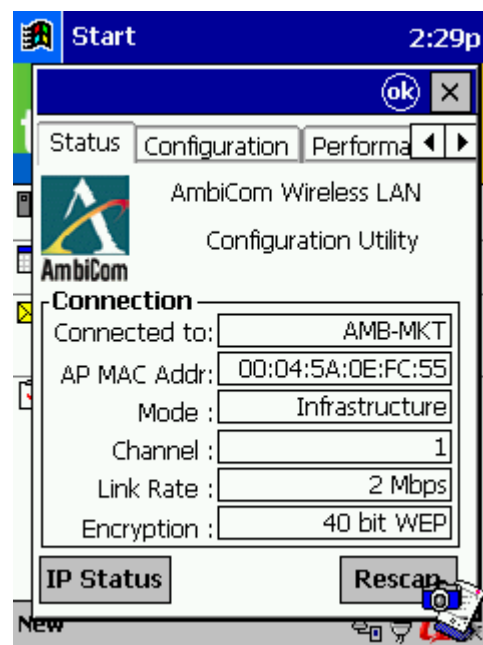 Start 2:29p
ok
Status Configuration Performa
AmbiCom Wireless LAN
Configuration Utility
AmbiCom
Connection
Connected to: AMB-MKT
AP MAC Addr: 00:04:5A:0E:FC:55
Mode : Infrastructure
Channel : 1
Link Rate : 2 Mbps
Encryption : 40 bit WEP
IP Status Rescan
New